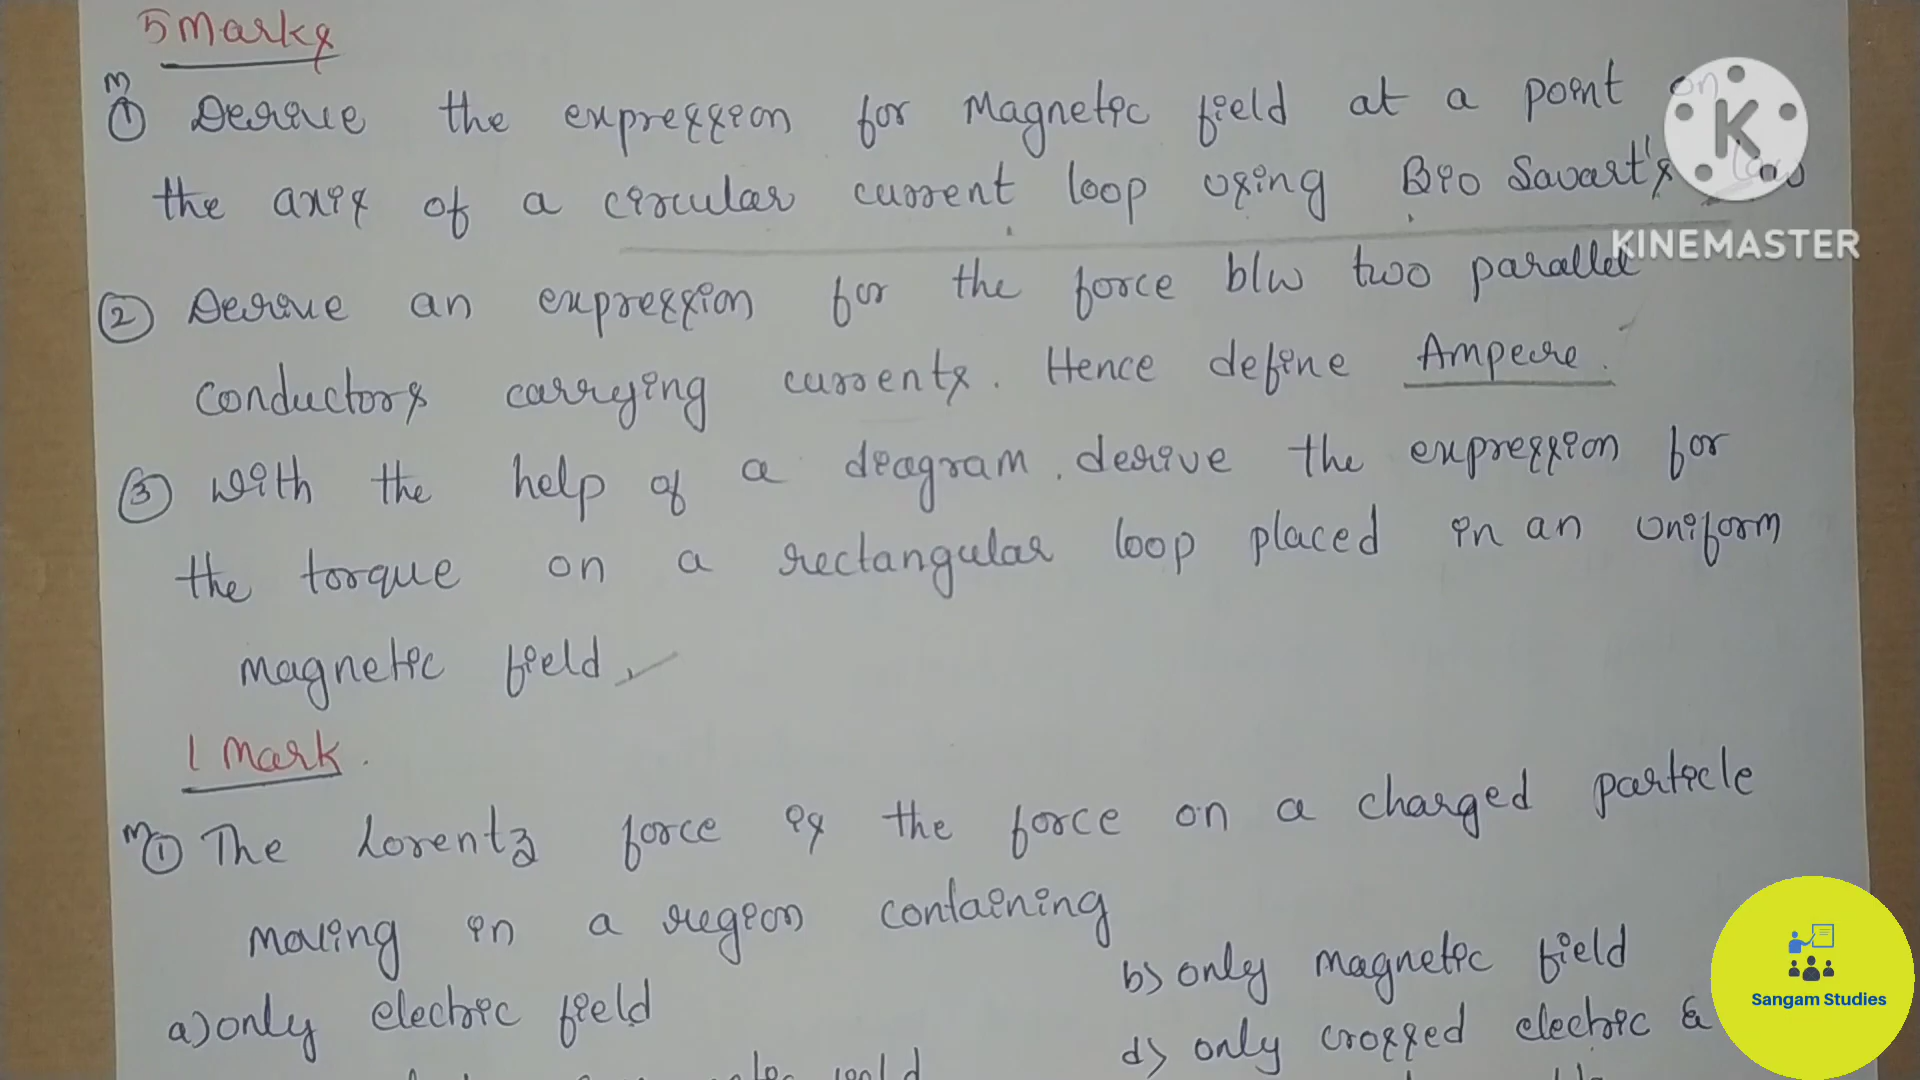 5 Marks
M
① Derive the expression for Magnetic field at a point on
the axis of a circular current loop using Bio Savart's law
KINEMASTER
② Derive an expression for the force b/w two parallel
conductors carrying currents. Hence define Ampere.
③ with the help of a diagram. derive the expression for
the torque on a rectangular loop placed in an uniform
magnetic field.
1 Mark.
M① The Lorentz force is the force on a charged particle
moving in a region containing
a) only electric field
b) only magnetic field
d) only crossed electric &
Sangam Studies